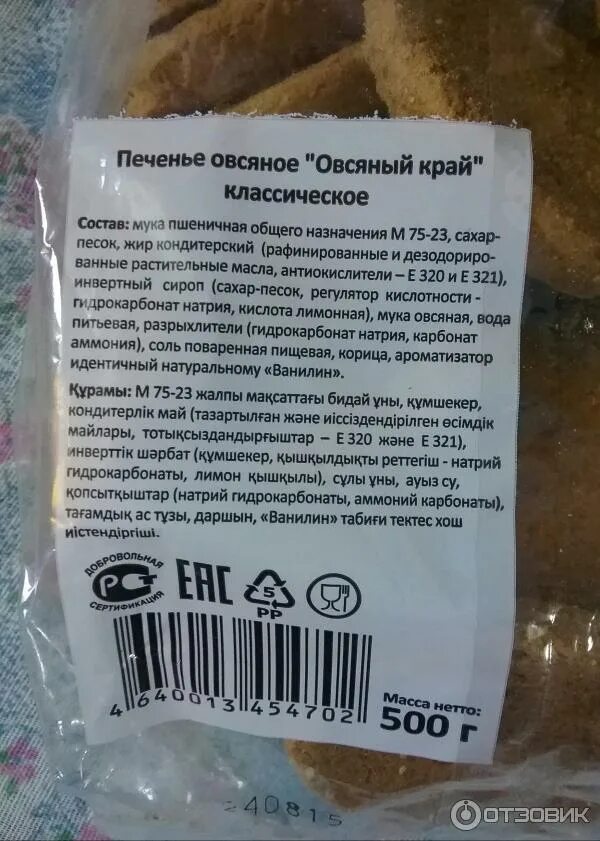 Печенье овсяное "Овсяный край"
классическое
Состав: мука пшеничная общего назначения М 75-23, сахар-
песок, жир кондитерский (рафинированные и дезодориро-
ванные растительные масла, антиокислители – Е 320 и Е 321),
инвертный сироп (сахар-песок, регулятор кислотности -
гидрокарбонат натрия, кислота лимонная), мука овсяная, вода
питьевая, разрыхлители (гидрокарбонат натрия, карбонат
аммония), соль поваренная пищевая, корица, ароматизатор
идентичный натуральному «Ванилин».
Құрамы: М 75-23 жалпы мақсаттағы бидай ұны, құмшекер,
кондитерлік май (тазартылған және иіссіздендірілген өсімдік
майлары, тотықсыздандырғыштар – Е 320 және Е 321),
инверттік шәрбат (құмшекер, қышқылдықты реттегіш - натрий
гидрокарбонаты, лимон қышқылы), сұлы ұны, ауыз су,
қопсытқыштар (натрий гидрокарбонаты, аммоний карбонаты),
тағамдық ас тұзы, даршын, «Ванилин» табиғи тектес хош
иістендіргіші.
ДОБРОВОЛЬНАЯ
РСТ
СЕРТИФИКАЦИЯ
ЕАС
5
PP
4 640013 454702
Масса нетто:
500 г
240815
ОТЗОВИК